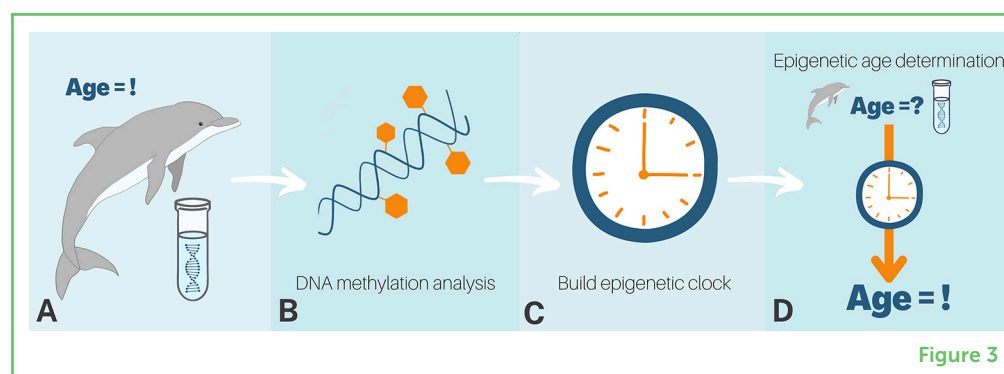 Age = !
A
DNA methylation analysis
B
Build epigenetic clock
C
Epigenetic age determination
Age =?
Age = !
D
Figure 3